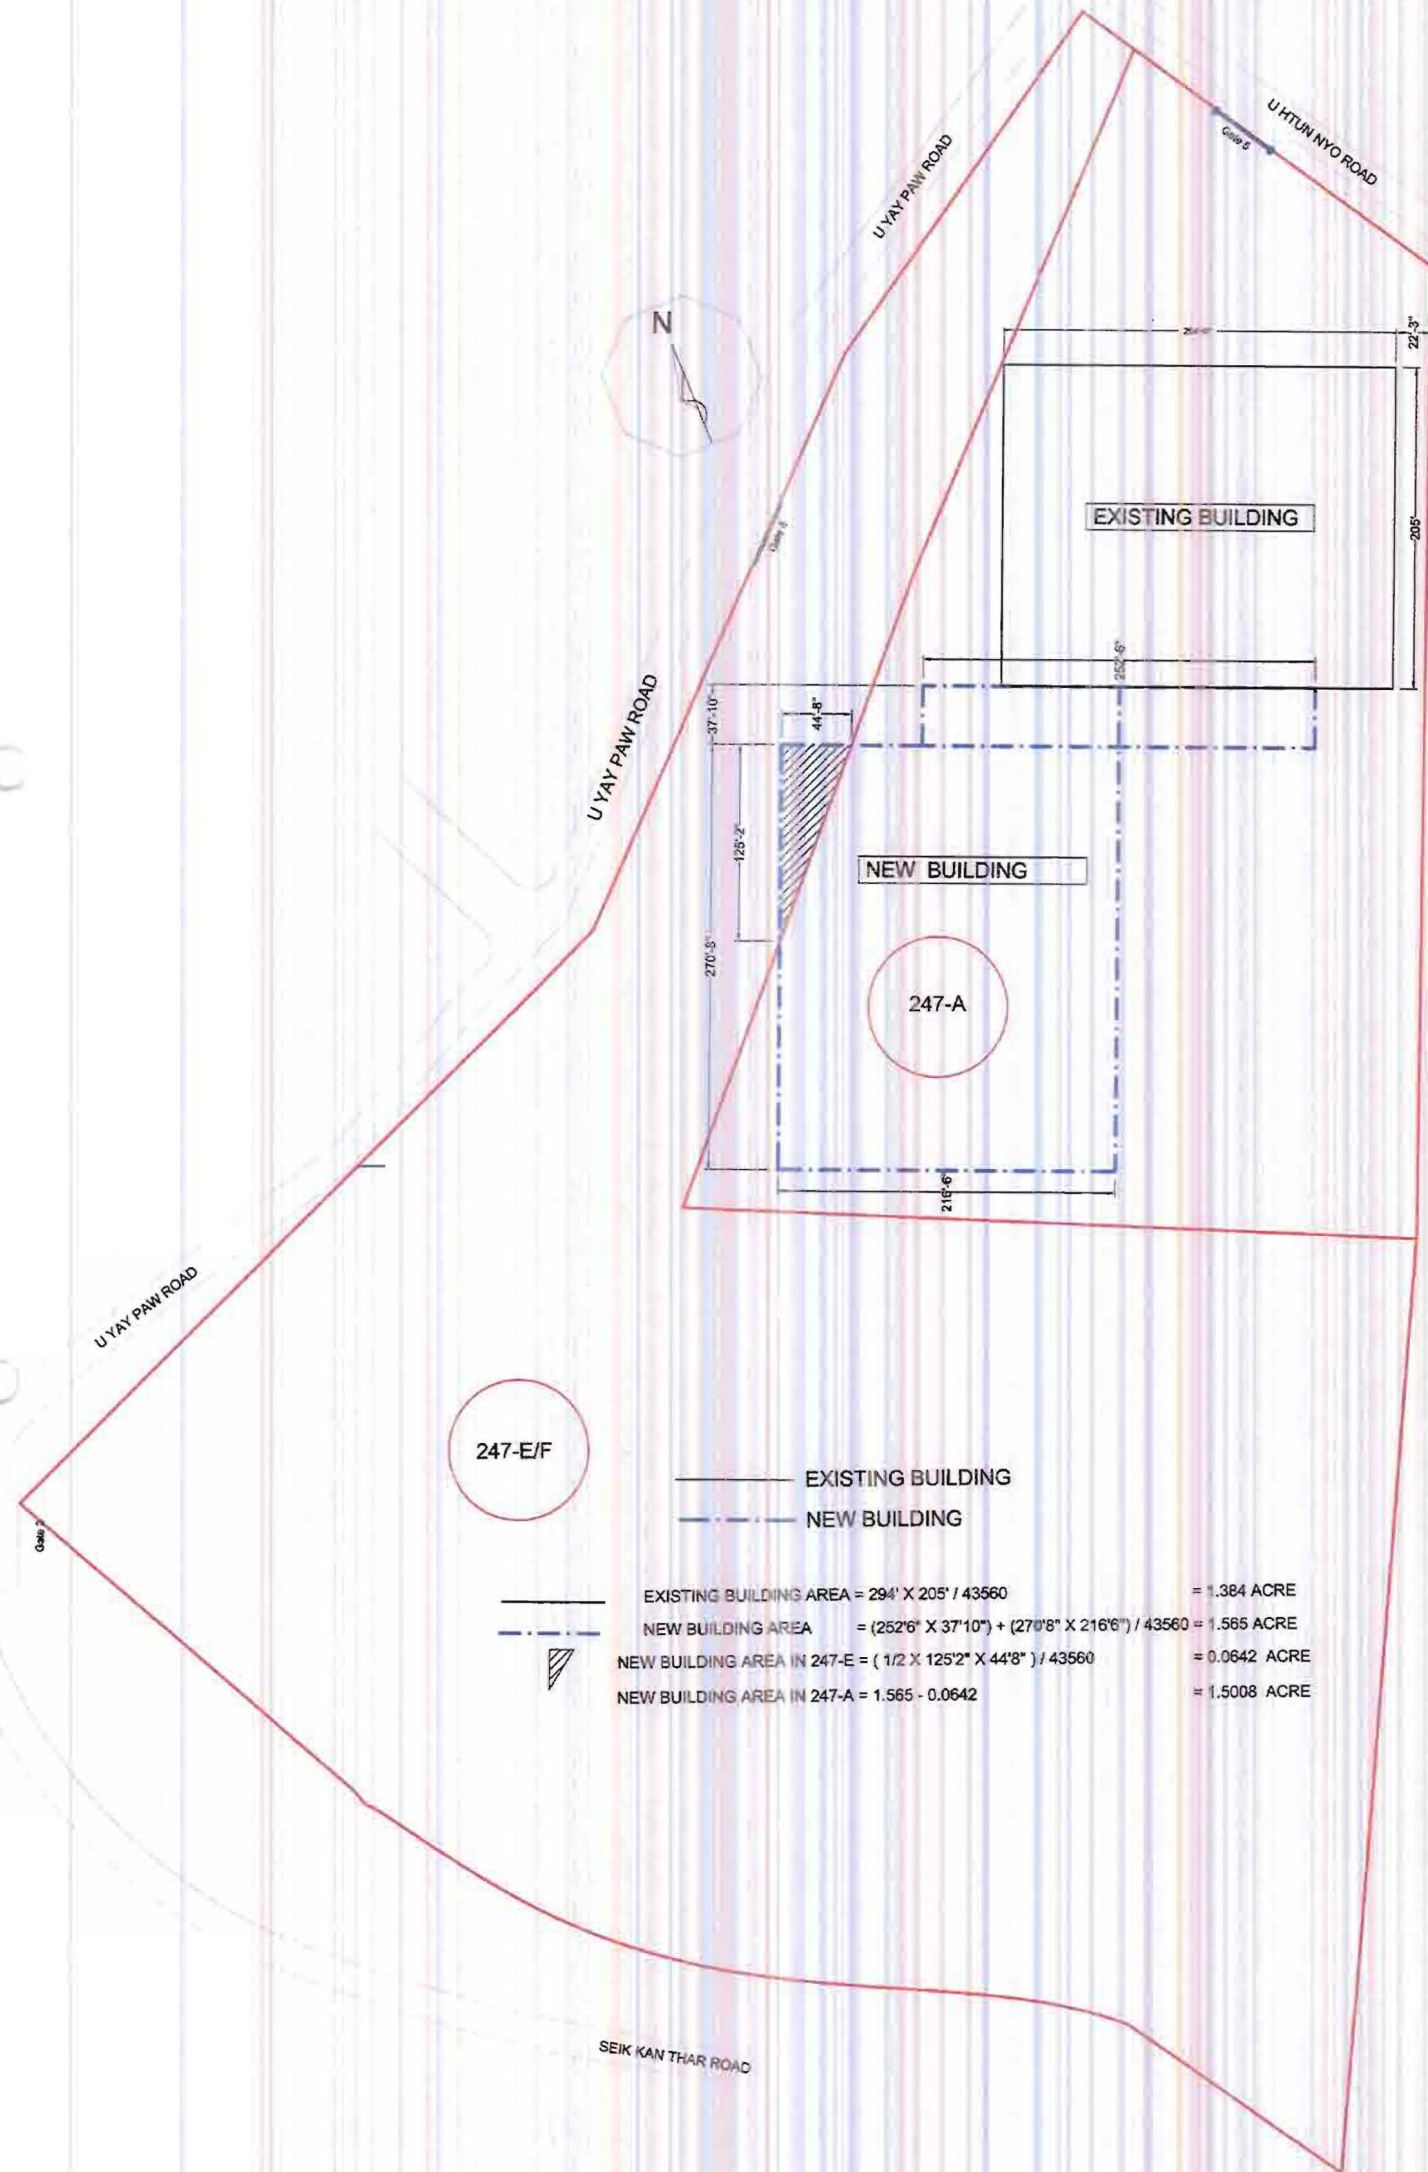 U HTUN NYO ROAD
Gate 5
U YAY PAW ROAD
N
22'-3"
EXISTING BUILDING
205'
252'-6"
U YAY PAW ROAD
37'-10"
44'-8"
125'-2"
NEW BUILDING
270'-8"
247-A
216'-6"
U YAY PAW ROAD
Gate 2
247-E/F
EXISTING BUILDING
NEW BUILDING
EXISTING BUILDING AREA = 294' X 205' / 43560 = 1.384 ACRE
NEW BUILDING AREA = (252'6" X 37'10") + (270'8" X 216'6") / 43560 = 1.565 ACRE
NEW BUILDING AREA IN 247-E = ( 1/2 X 125'2" X 44'8" ) / 43560 = 0.0642 ACRE
NEW BUILDING AREA IN 247-A = 1.565 - 0.0642 = 1.5008 ACRE
SEIK KAN THAR ROAD